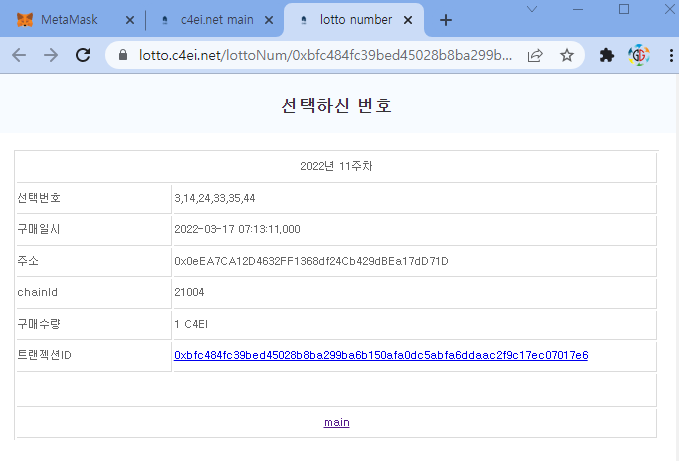 MetaMask
c4ei.net main
lotto number
lotto.c4ei.net/lottoNum/0xbfc484fc39bed45028b8ba299b...
선택하신 번호
2022년 11주차
선택번호 3,14,24,33,35,44
구매일시 2022-03-17 07:13:11.000
주소 0x0eEA7CA12D4632FF1368df24Cb429dBEa17dD71D
chainId 21004
구매수량 1 C4EI
트랜젝션ID 0xbfc484fc39bed45028b8ba299ba6b150afa0dc5abfa6ddaac2f9c17ec07017e6
main